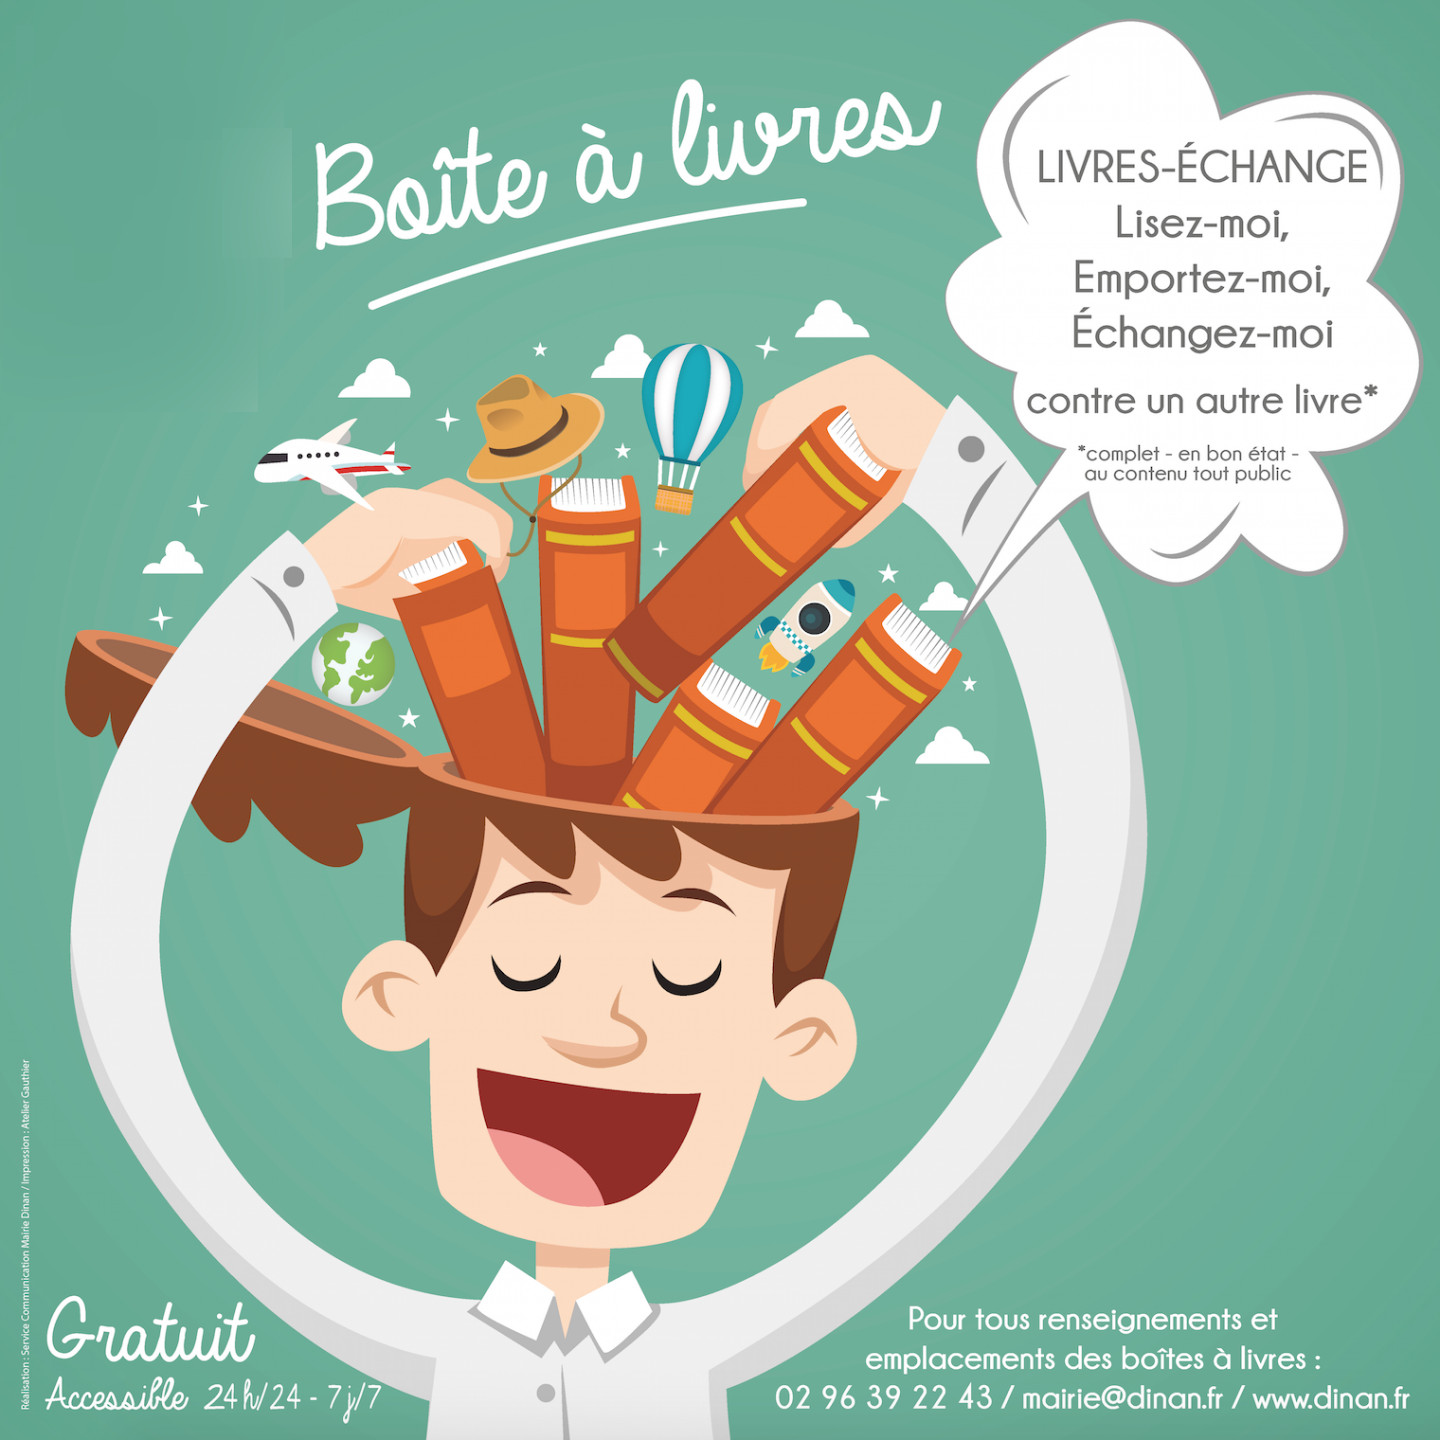 Boîte à livres
LIVRES-ÉCHANGE
Lisez-moi,
Emportez-moi,
Échangez-moi
contre un autre livre*
*complet - en bon état -
au contenu tout public
Réalisation : Service Communication Mairie Dinan / Impression : Atelier Gauthier
Gratuit
Accessible 24h/24 - 7j/7
Pour tous renseignements et
emplacements des boîtes à livres :
02 96 39 22 43 / mairie@dinan.fr / www.dinan.fr